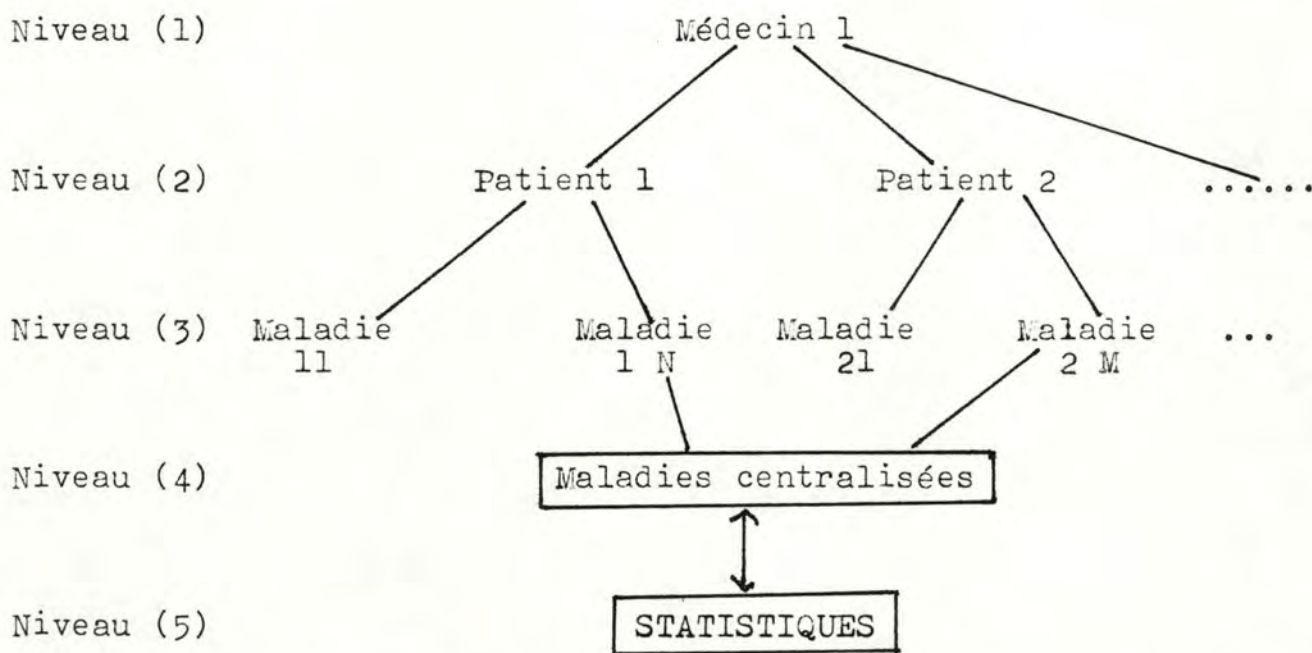 Niveau (1) Médecin 1
Niveau (2) Patient 1 Patient 2 ......
Niveau (3) Maladie Maladie Maladie Maladie ...
11 1 N 21 2 M
Niveau (4) Maladies centralisées
Niveau (5) STATISTIQUES